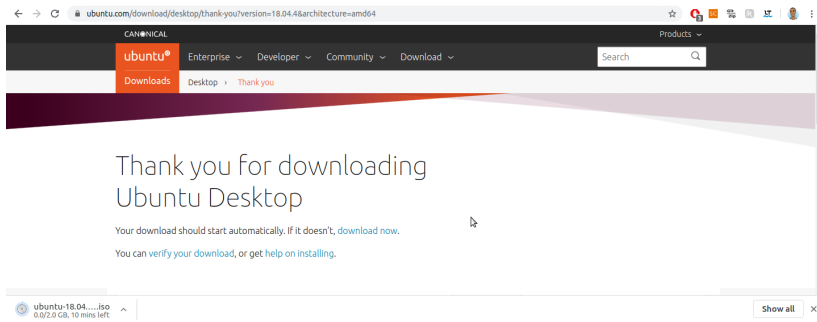 ubuntu.com/download/desktop/thank-you?version=18.04.4&architecture=amd64
CANONICAL
Products
ubuntu®
Enterprise
Developer
Community
Download
Search
Downloads
Desktop › Thank you
Thank you for downloading
Ubuntu Desktop
Your download should start automatically. If it doesn't, download now.
You can verify your download, or get help on installing.
ubuntu-18.04.....iso
0.0/2.0 GB, 10 mins left
Show all